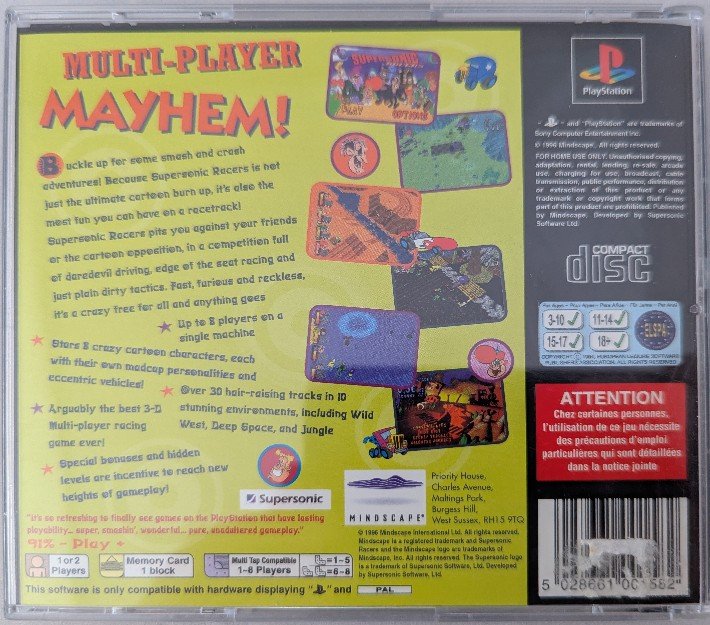 MULTI-PLAYER
MAYHEM!
Buckle up for some smash and crash
adventures! Because Supersonic Racers is not
just the ultimate cartoon burn up, it's also the
most fun you can have on a racetrack!
Supersonic Racers pits you against your friends
or the cartoon opposition, in a competition full
of daredevil driving, edge of the seat racing and
just plain dirty tactics. Fast, furious and reckless,
it's a crazy free for all and anything goes
Up to 8 players on a
single machine
Stars 8 crazy cartoon characters, each
with their own madcap personalities and
eccentric vehicles!
Over 30 hair-raising tracks in 10
stunning environments, including Wild
West, Deep Space, and Jungle
Arguably the best 3-D
Multi-player racing
game ever!
Special bonuses and hidden
levels are incentive to reach new
heights of gameplay!
"it's so refreshing to finally see games on the PlayStation that have lasting
playability... super, smashin', wonderful... pure, unadulterated gameplay."
91% - Play +
SUPERSONIC
PLAY OPTIONS
Supersonic
MINDSCAPE®
Priority House,
Charles Avenue,
Maltings Park,
Burgess Hill,
West Sussex, RH15 9TQ
© 1996 Mindscape International Ltd. All rights reserved.
Mindscape is a registered trademark and Supersonic
Racers and the Mindscape logo are trademarks of
Mindscape, Inc. All rights reserved. The Supersonic logo
is a trademark of Supersonic Software, Ltd. Developed
by Supersonic Software, Ltd.
1 or 2
Players
Memory Card
1 block
Multi Tap Compatible
1-8 Players
=1-5
=6-8
This software is only compatible with hardware displaying " " and PAL
PlayStation
" " and "PlayStation" are trademarks of
Sony Computer Entertainment Inc.
© 1996 Mindscape. All rights reserved.
FOR HOME USE ONLY. Unauthorised copying,
adaptation, rental, lending, re-sale, arcade
use, charging for use, broadcast, cable
transmission, public performance, distribution
or extraction of this product or any
trademark or copyright work that forms
part of this product are prohibited. Published
by Mindscape, Developed by Supersonic
Software Ltd.
COMPACT
disc
3-10 11-14
15-17 18+
ELSPA
COPYRIGHT © 1994, EUROPEAN LEISURE SOFTWARE
PUBLISHERS ASSOCIATION. ALL RIGHTS RESERVED
ATTENTION
Chez certaines personnes,
l'utilisation de ce jeu nécessite
des précautions d'emploi
particulières qui sont détaillées
dans la notice jointe